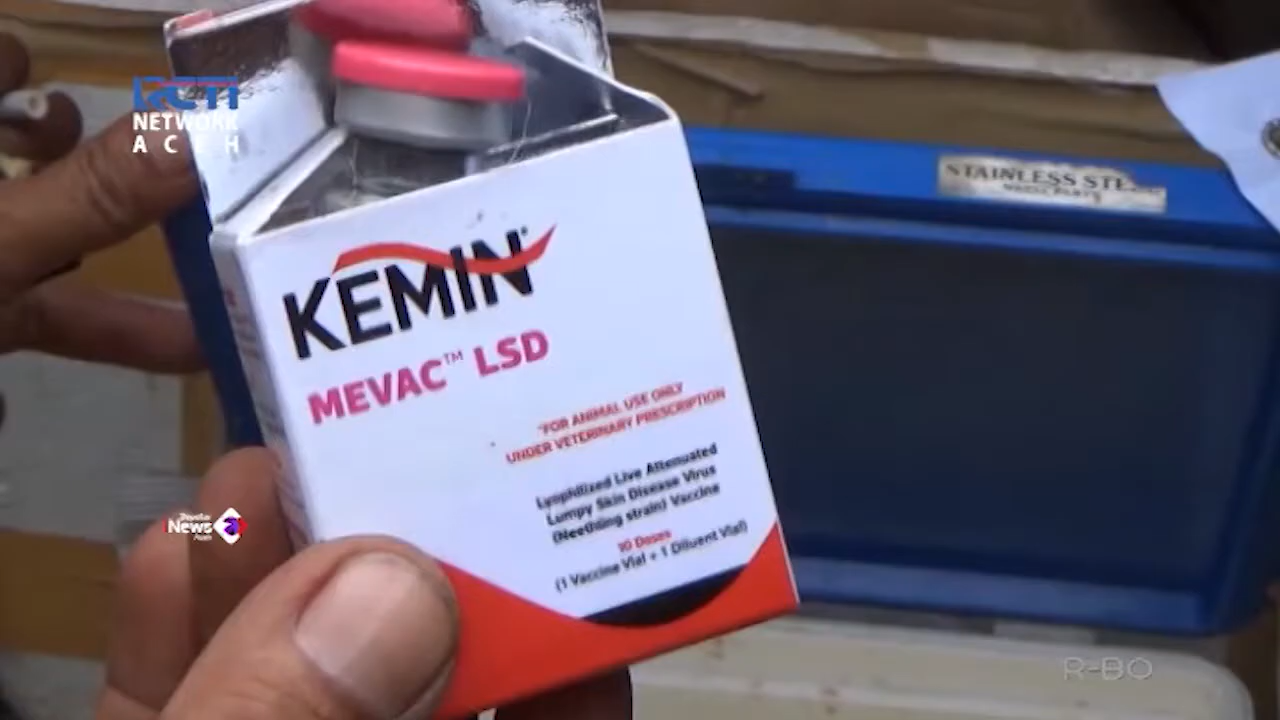 RCTI
NETWORK
ACEH
STAINLESS STE
KEMIN®
MEVAC™ LSD
*FOR ANIMAL USE ONLY
UNDER VETERINARY PRESCRIPTION
Lyophilized Live Attenuated
Lumpy Skin Disease Virus
(Neethling strain) Vaccine
10 Doses
(1 Vaccine Vial + 1 Diluent Vial)
News
R-BO